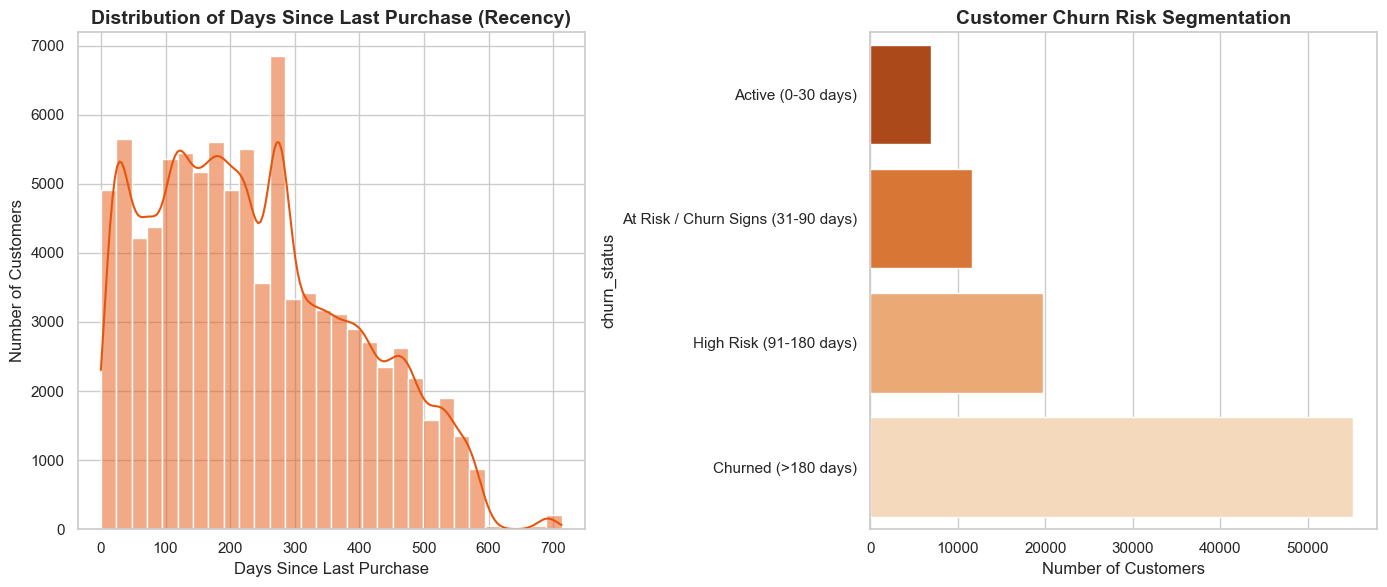 Distribution of Days Since Last Purchase (Recency)
Number of Customers
7000
6000
5000
4000
3000
2000
1000
0
0 100 200 300 400 500 600 700
Days Since Last Purchase
Customer Churn Risk Segmentation
churn_status
Active (0-30 days)
At Risk / Churn Signs (31-90 days)
High Risk (91-180 days)
Churned (>180 days)
0 10000 20000 30000 40000 50000
Number of Customers